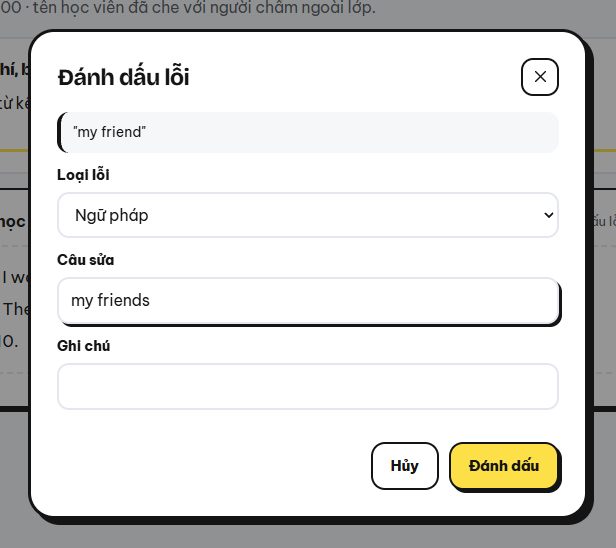 00 · tên học viên đã che với người chấm ngoài lớp.
Đánh dấu lỗi
"my friend"
Loại lỗi
Ngữ pháp
Câu sửa
my friends
Ghi chú
Hủy
Đánh dấu